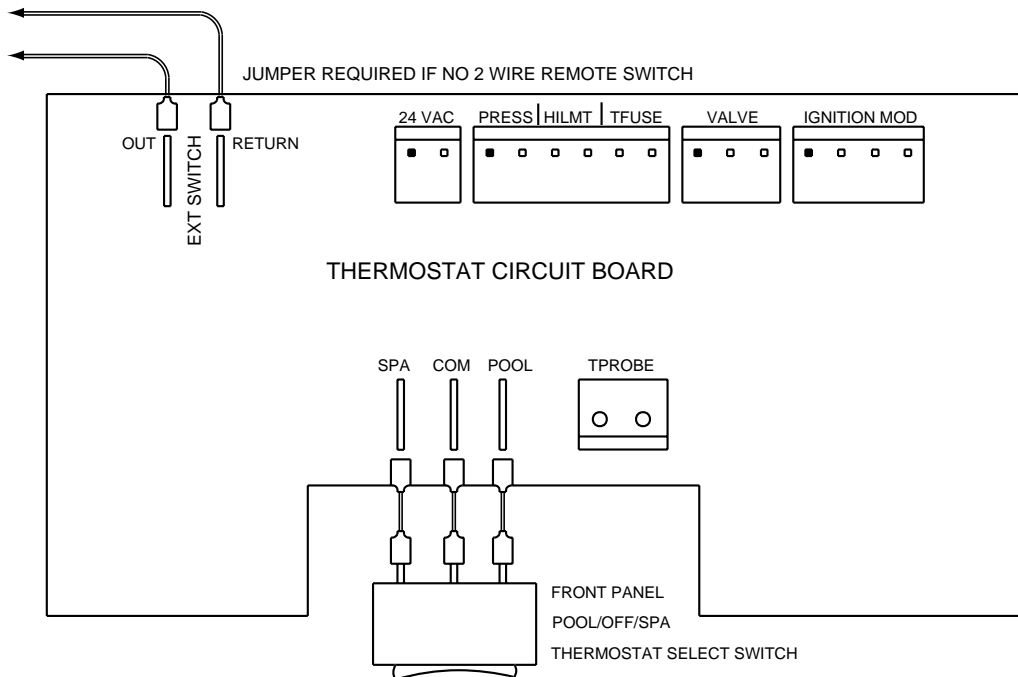 JUMPER REQUIRED IF NO 2 WIRE REMOTE SWITCH
24 VAC PRESS HILMT TFUSE VALVE IGNITION MOD
OUT EXT SWITCH RETURN
THERMOSTAT CIRCUIT BOARD
SPA COM POOL TPROBE
FRONT PANEL
POOL/OFF/SPA
THERMOSTAT SELECT SWITCH